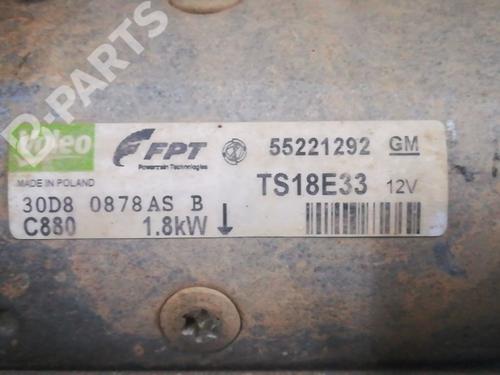 D-PARTS
Valeo
FPT
Powertrain Technologies
55221292 GM
MADE IN POLAND
TS18E33 12V
30D8 0878AS B
C880 1.8kW